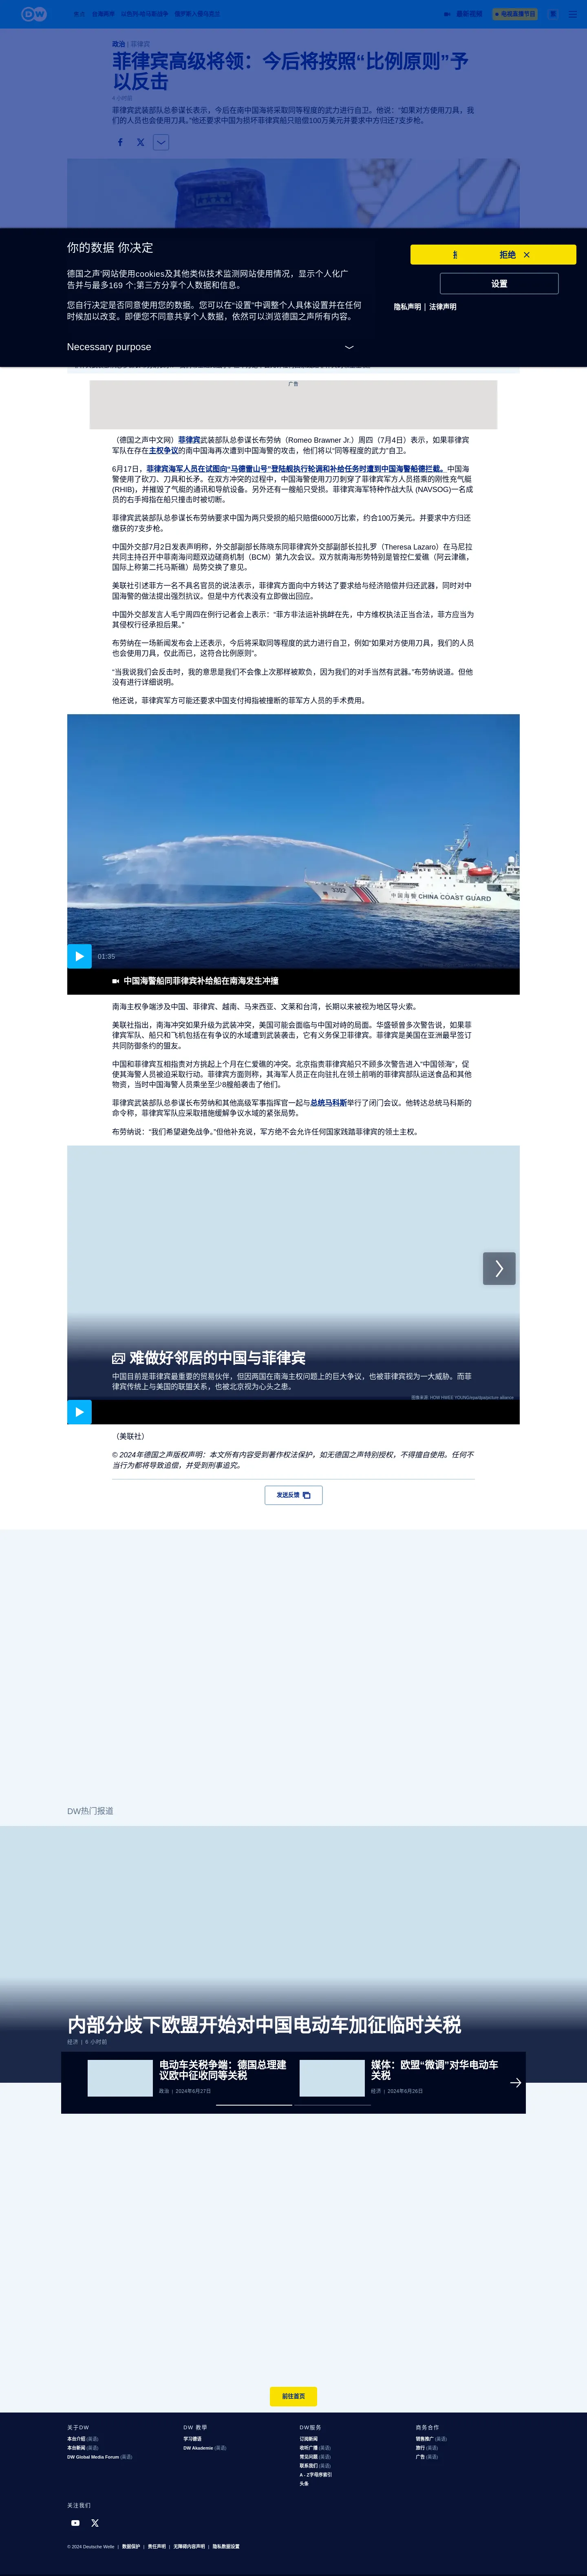 DW
最新视频
电视直播节目
繁
政治 | 菲律宾
菲律宾高级将领：今后将按照“比例原则”予
以反击
菲律宾武装部队总参谋长表示，今后在南中国海将采取同等程度的武力进行自卫。他说：“如果对方使用刀具，我
们的人员也会使用刀具。”他还要求中国为损坏菲律宾船只赔偿100万美元并要求中方归还7支步枪。
你的数据 你决定
德国之声'网站使用cookies及其他类似技术监测网站使用情况，显示个人化广
告并与最多169 个;第三方分享个人数据和信息。
您自行决定是否同意使用您的数据。您可以在“设置”中调整个人具体设置并在任何
时候加以改变。即使您不同意共享个人数据，依然可以浏览德国之声所有内容。
Necessary purpose
拒绝
设置
隐私声明 | 法律声明
广告
（德国之声中文网）菲律宾武装部队总参谋长布劳纳（Romeo Brawner Jr.）周四（7月4日）表示，如果菲律宾
军队在存在主权争议的南中国海再次遭到中国海警的攻击，他们将以“同等程度的武力”自卫。
6月17日，菲律宾海军人员在试图向“马德雷山号”登陆舰执行轮调和补给任务时遭到中国海警船德拦截。中国海
警使用了砍刀、刀具和长矛。在双方冲突的过程中，中国海警使用刀刃刺穿了菲律宾军方人员搭乘的刚性充气艇
(RHIB)，并摧毁了气艇的通讯和导航设备。另外还有一艘船只受损。菲律宾海军特种作战大队 (NAVSOG)一名成
员的右手拇指在船只撞击时被切断。
菲律宾武装部队总参谋长布劳纳要求中国为两只受损的船只赔偿6000万比索，约合100万美元。并要求中方归还
缴获的7支步枪。
中国外交部7月2日发表声明称，外交部副部长陈晓东同菲律宾外交部副部长拉扎罗（Theresa Lazaro）在马尼拉
共同主持召开中菲南海问题双边磋商机制（BCM）第九次会议。双方就南海形势特别是管控仁爱礁（阿云津礁，
国际上称第二托马斯礁）局势交换了意见。
美联社引述菲方一名不具名官员的说法表示，菲律宾方面向中方转达了要求给与经济赔偿并归还武器，同时对中
国海警的做法提出强烈抗议。但是中方代表没有立即做出回应。
中国外交部发言人毛宁周四在例行记者会上表示：“菲方非法运补挑衅在先，中方维权执法正当合法，菲方应当为
其侵权行径承担后果。”
布劳纳在一场新闻发布会上还表示，今后将采取同等程度的武力进行自卫，例如“如果对方使用刀具，我们的人员
也会使用刀具，仅此而已，这符合比例原则”。
“当我说我们会反击时，我的意思是我们不会像上次那样被欺负，因为我们的对手当然有武器。”布劳纳说道。但他
没有进行详细说明。
他还说，菲律宾军方可能还要求中国支付拇指被撞断的菲军方人员的手术费用。
中国海警 CHINA COAST GUARD
01:35
中国海警船同菲律宾补给船在南海发生冲撞
南海主权争端涉及中国、菲律宾、越南、马来西亚、文莱和台湾，长期以来被视为地区导火索。
美联社指出，南海冲突如果升级为武装冲突，美国可能会面临与中国对峙的局面。华盛顿曾多次警告说，如果菲
律宾军队、船只和飞机包括在有争议的水域遭到武装袭击，它有义务保卫菲律宾。菲律宾是美国在亚洲最早签订
共同防御条约的盟友。
中国和菲律宾互相指责对方挑起上个月在仁爱礁的冲突。北京指责菲律宾船只不顾多次警告进入“中国领海”，促
使其海警人员被迫采取行动。菲律宾方面则称，其海军人员正在向驻扎在领土前哨的菲律宾部队运送食品和其他
物资，当时中国海警人员乘坐至少8艘船袭击了他们。
菲律宾武装部队总参谋长布劳纳和其他高级军事指挥官一起与总统马科斯举行了闭门会议。他转达总统马科斯的
命令称，菲律宾军队应采取措施缓解争议水域的紧张局势。
布劳纳说：“我们希望避免战争。”但他补充说，军方绝不会允许任何国家践踏菲律宾的领土主权。
难做好邻居的中国与菲律宾
中国目前是菲律宾最重要的贸易伙伴，但因两国在南海主权问题上的巨大争议，也被菲律宾视为一大威胁。而菲
律宾传统上与美国的联盟关系，也被北京视为心头之患。
图像来源: HOW HWEE YOUNG/epa/dpa/picture alliance
（美联社）
© 2024年德国之声版权声明：本文所有内容受到著作权法保护，如无德国之声特别授权，不得擅自使用。任何不
当行为都将导致追偿，并受到刑事追究。
发送反馈
DW热门报道
内部分歧下欧盟开始对中国电动车加征临时关税
经济 | 6 小时前
电动车关税争端：德国总理建
议欧中征收同等关税
政治 | 2024年6月27日
媒体：欧盟“微调”对华电动车
关税
经济 | 2024年6月26日
前往首页
关于DW
本台介绍 (英语)
本台新闻 (英语)
DW Global Media Forum (英语)
DW 教學
学习德语
DW Akademie (英语)
DW服务
订阅新闻
收听广播 (英语)
常见问题 (英语)
联系我们 (英语)
A - Z字母序索引
头条
商务合作
销售推广 (英语)
旅行 (英语)
广告 (英语)
关注我们
© 2024 Deutsche Welle | 数据保护 | 责任声明 | 无障碍内容声明 | 隐私数据设置